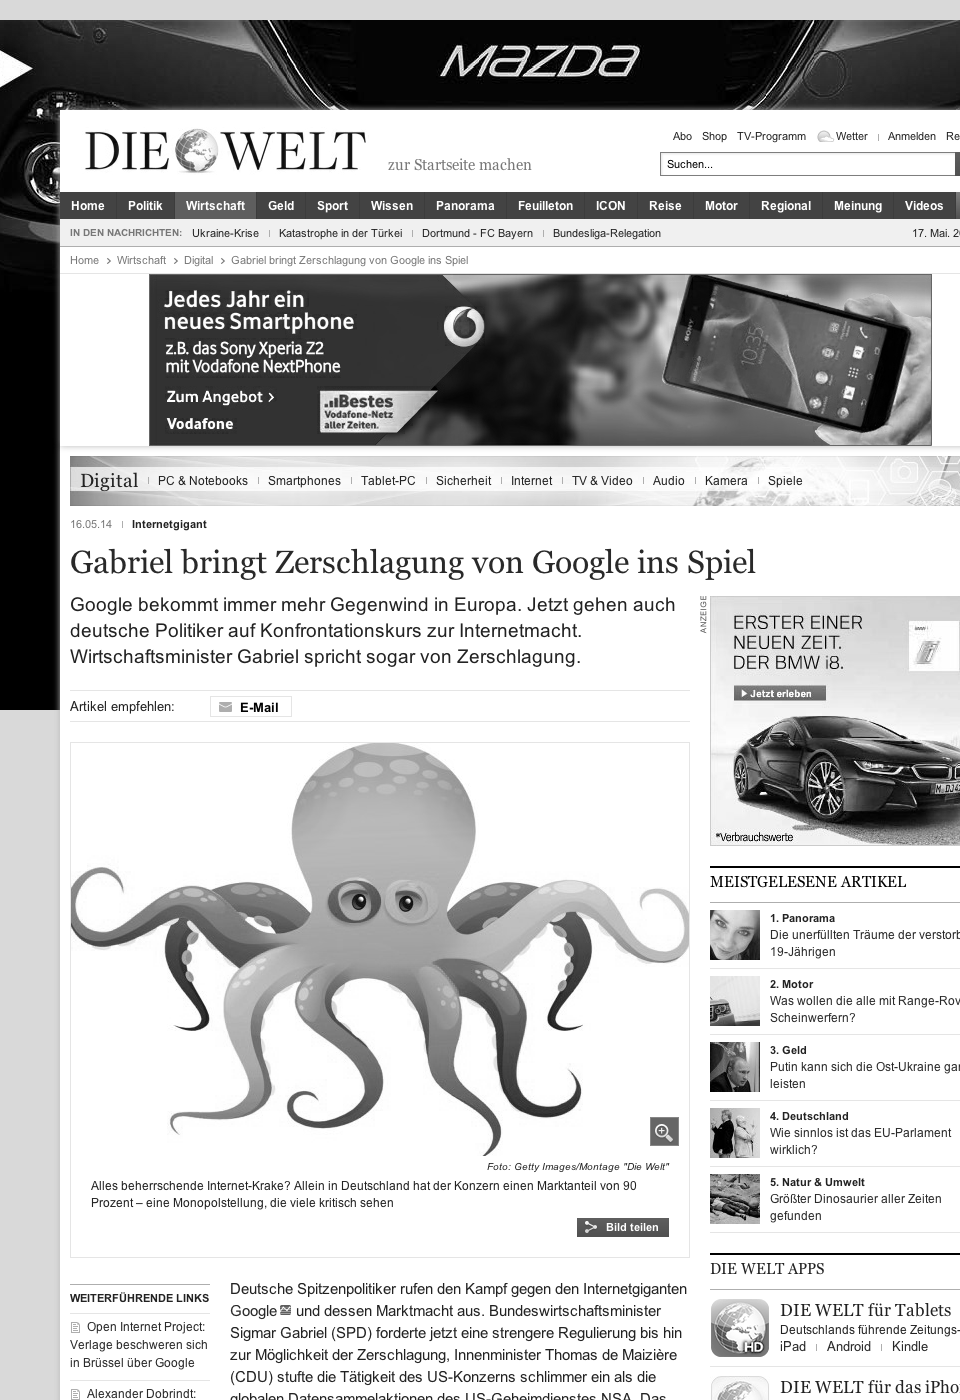 mazda
DIE WELT
zur Startseite machen
Abo Shop TV-Programm Wetter Anmelden Re
Suchen...
Home Politik Wirtschaft Geld Sport Wissen Panorama Feuilleton ICON Reise Motor Regional Meinung Videos
IN DEN NACHRICHTEN: Ukraine-Krise Katastrophe in der Türkei Dortmund - FC Bayern Bundesliga-Relegation 17. Mai. 20
Home Wirtschaft Digital Gabriel bringt Zerschlagung von Google ins Spiel
Jedes Jahr ein
neues Smartphone
z.B. das Sony Xperia Z2
mit Vodafone NextPhone
Zum Angebot >
Vodafone
Bestes
Vodafone-Netz
aller Zeiten.
SONY
10:35
Digital PC & Notebooks Smartphones Tablet-PC Sicherheit Internet TV & Video Audio Kamera Spiele
16.05.14 Internetgigant
Gabriel bringt Zerschlagung von Google ins Spiel
Google bekommt immer mehr Gegenwind in Europa. Jetzt gehen auch
deutsche Politiker auf Konfrontationskurs zur Internetmacht.
Wirtschaftsminister Gabriel spricht sogar von Zerschlagung.
Artikel empfehlen: E-Mail
Foto: Getty Images/Montage "Die Welt"
Alles beherrschende Internet-Krake? Allein in Deutschland hat der Konzern einen Marktanteil von 90
Prozent – eine Monopolstellung, die viele kritisch sehen
Bild teilen
WEITERFÜHRENDE LINKS
Open Internet Project:
Verlage beschweren sich
in Brüssel über Google
Alexander Dobrindt:
Deutsche Spitzenpolitiker rufen den Kampf gegen den Internetgiganten
Google und dessen Marktmacht aus. Bundeswirtschaftsminister
Sigmar Gabriel (SPD) forderte jetzt eine strengere Regulierung bis hin
zur Möglichkeit der Zerschlagung, Innenminister Thomas de Maizière
(CDU) stufte die Tätigkeit des US-Konzerns schlimmer ein als die
globalen Datensammelaktionen des US-Geheimdienstes NSA. Das
ANZEIGE
ERSTER EINER
NEUEN ZEIT.
DER BMW i8.
Jetzt erleben
*Verbrauchswerte
MEISTGELESENE ARTIKEL
1. Panorama
Die unerfüllten Träume der verstorb
19-Jährigen
2. Motor
Was wollen die alle mit Range-Rov
Scheinwerfern?
3. Geld
Putin kann sich die Ost-Ukraine gar
leisten
4. Deutschland
Wie sinnlos ist das EU-Parlament
wirklich?
5. Natur & Umwelt
Größter Dinosaurier aller Zeiten
gefunden
DIE WELT APPS
HD
DIE WELT für Tablets
Deutschlands führende Zeitungs-
iPad Android Kindle
DIE WELT für das iPho